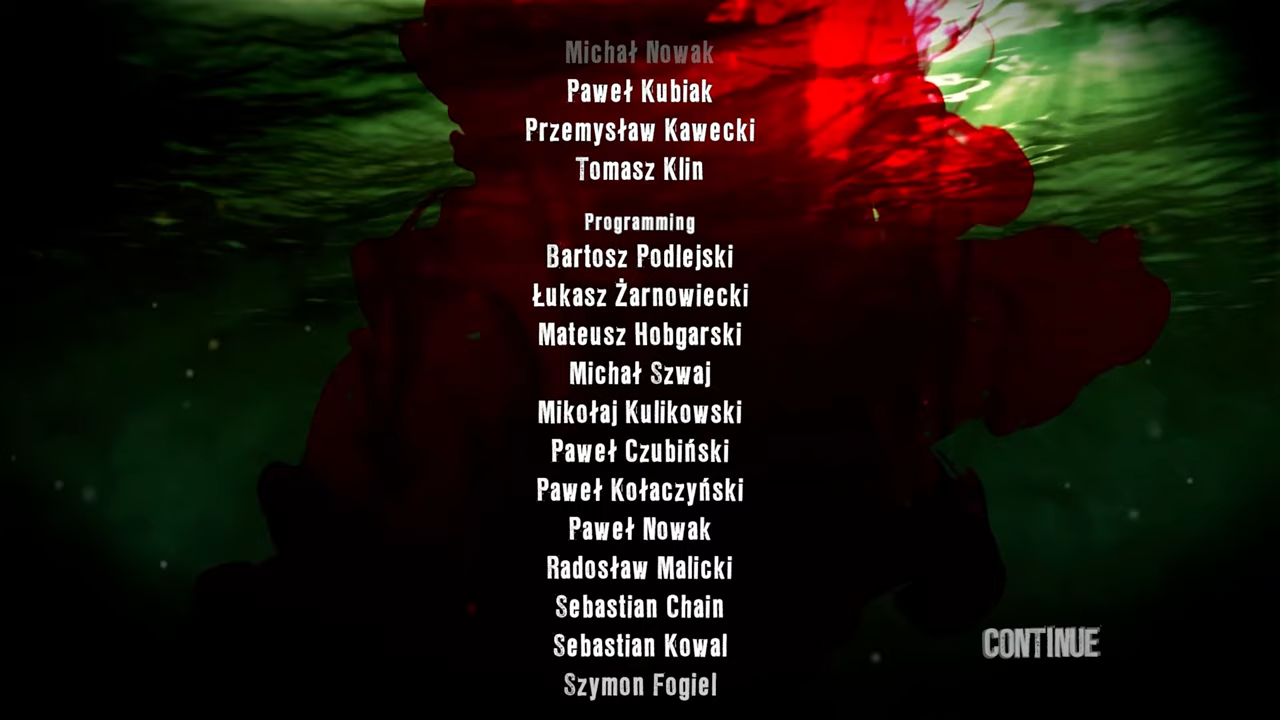 Michał Nowak
Paweł Kubiak
Przemysław Kawecki
Tomasz Klin
Programming
Bartosz Podlejski
Łukasz Żarnowiecki
Mateusz Hobgarski
Michał Szwaj
Mikołaj Kulikowski
Paweł Czubiński
Paweł Kołaczyński
Paweł Nowak
Radosław Malicki
Sebastian Chain
Sebastian Kowal
CONTINUE
Szymon Fogiel